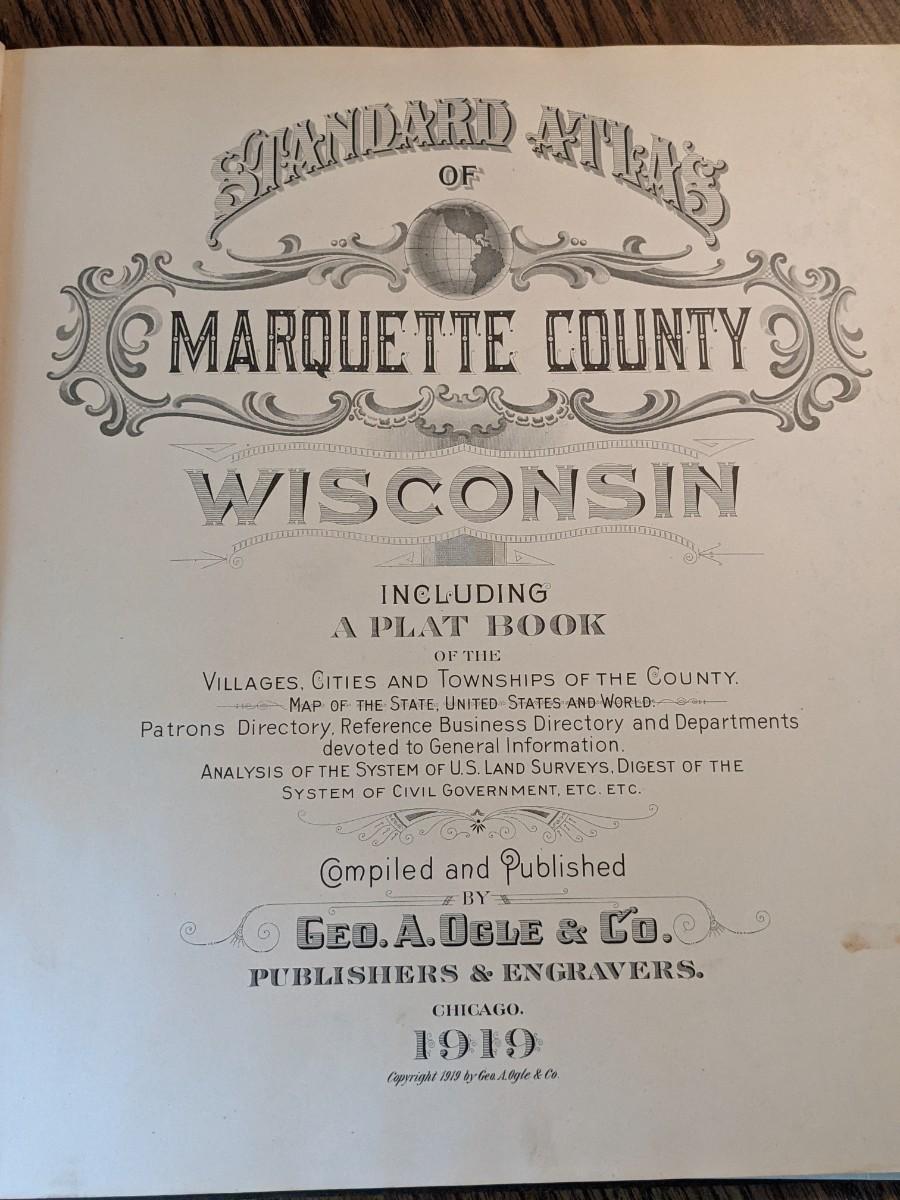 STANDARD ATLAS
OF
MARQUETTE COUNTY
WISCONSIN
INCLUDING
A PLAT BOOK
OF THE
VILLAGES, CITIES AND TOWNSHIPS OF THE COUNTY.
MAP OF THE STATE, UNITED STATES AND WORLD.
Patrons Directory, Reference Business Directory and Departments
devoted to General Information.
ANALYSIS OF THE SYSTEM OF U.S. LAND SURVEYS, DIGEST OF THE
SYSTEM OF CIVIL GOVERNMENT, ETC. ETC.
Compiled and Published
BY
GEO. A. OGLE & CO.
PUBLISHERS & ENGRAVERS.
CHICAGO.
1919
Copyright 1919 by Geo. A. Ogle & Co.